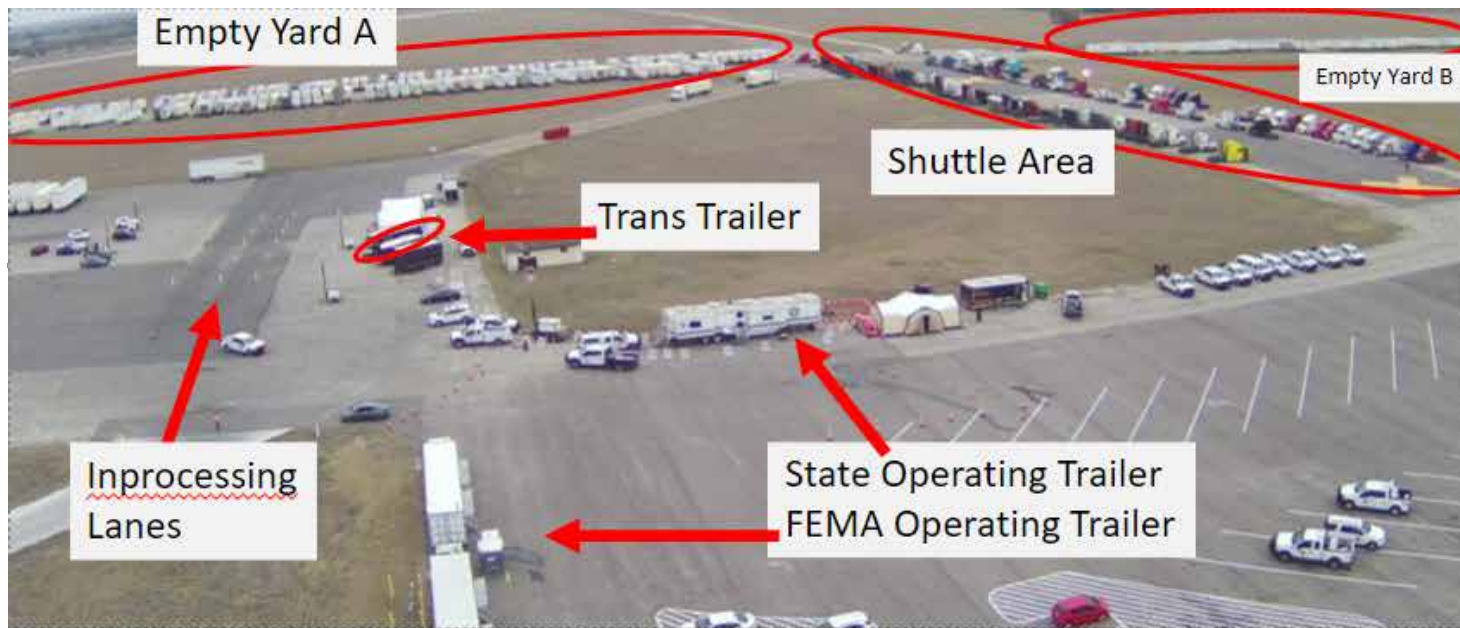 Empty Yard A
Empty Yard B
Shuttle Area
Trans Trailer
Inprocessing
Lanes
State Operating Trailer
FEMA Operating Trailer